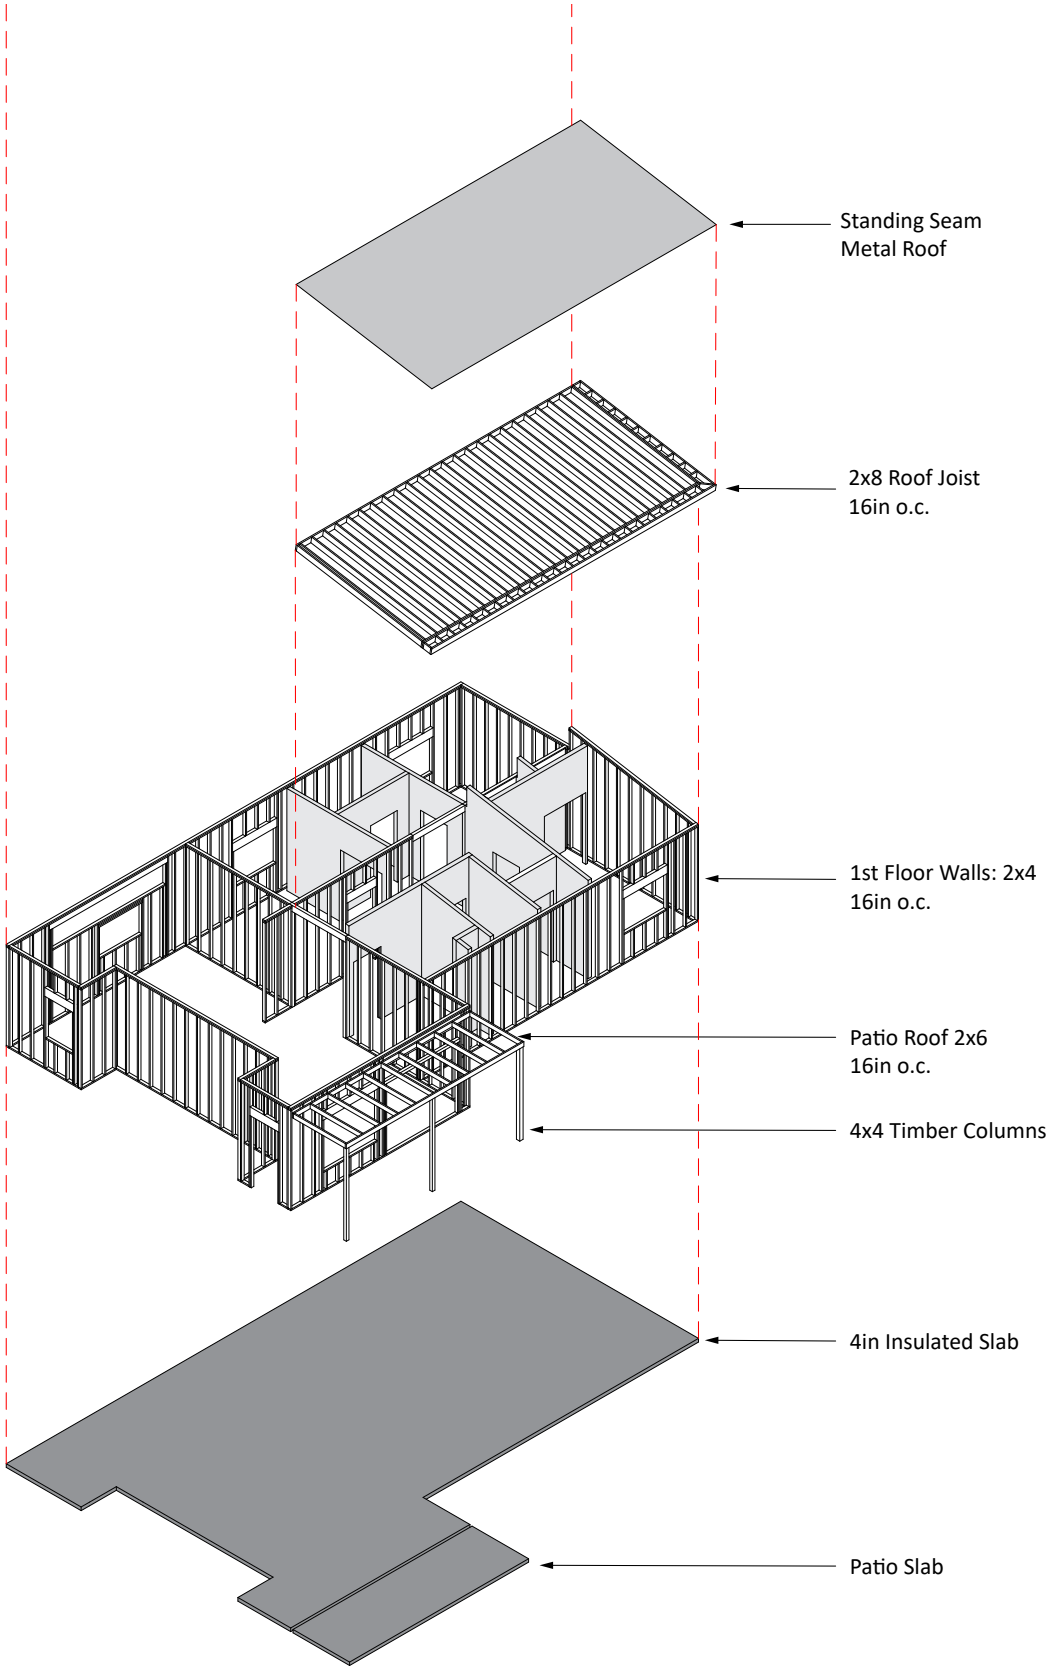 Standing Seam
Metal Roof
2x8 Roof Joist
16in o.c.
1st Floor Walls: 2x4
16in o.c.
Patio Roof 2x6
16in o.c.
4x4 Timber Columns
4in Insulated Slab
Patio Slab